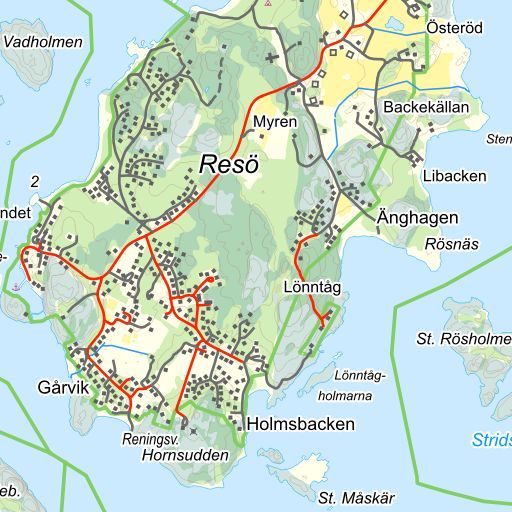 Österöd
Vadholmen
Backekällan
Myren
Sten
Resö
Libacken
2
ndet
Änghagen
Rösnäs
Lönntåg
St. Rösholme
Lönntåg-
holmarna
Gårvik
Holmsbacken
Reningsv.
Hornsudden
Strids
eb.
St. Måskär